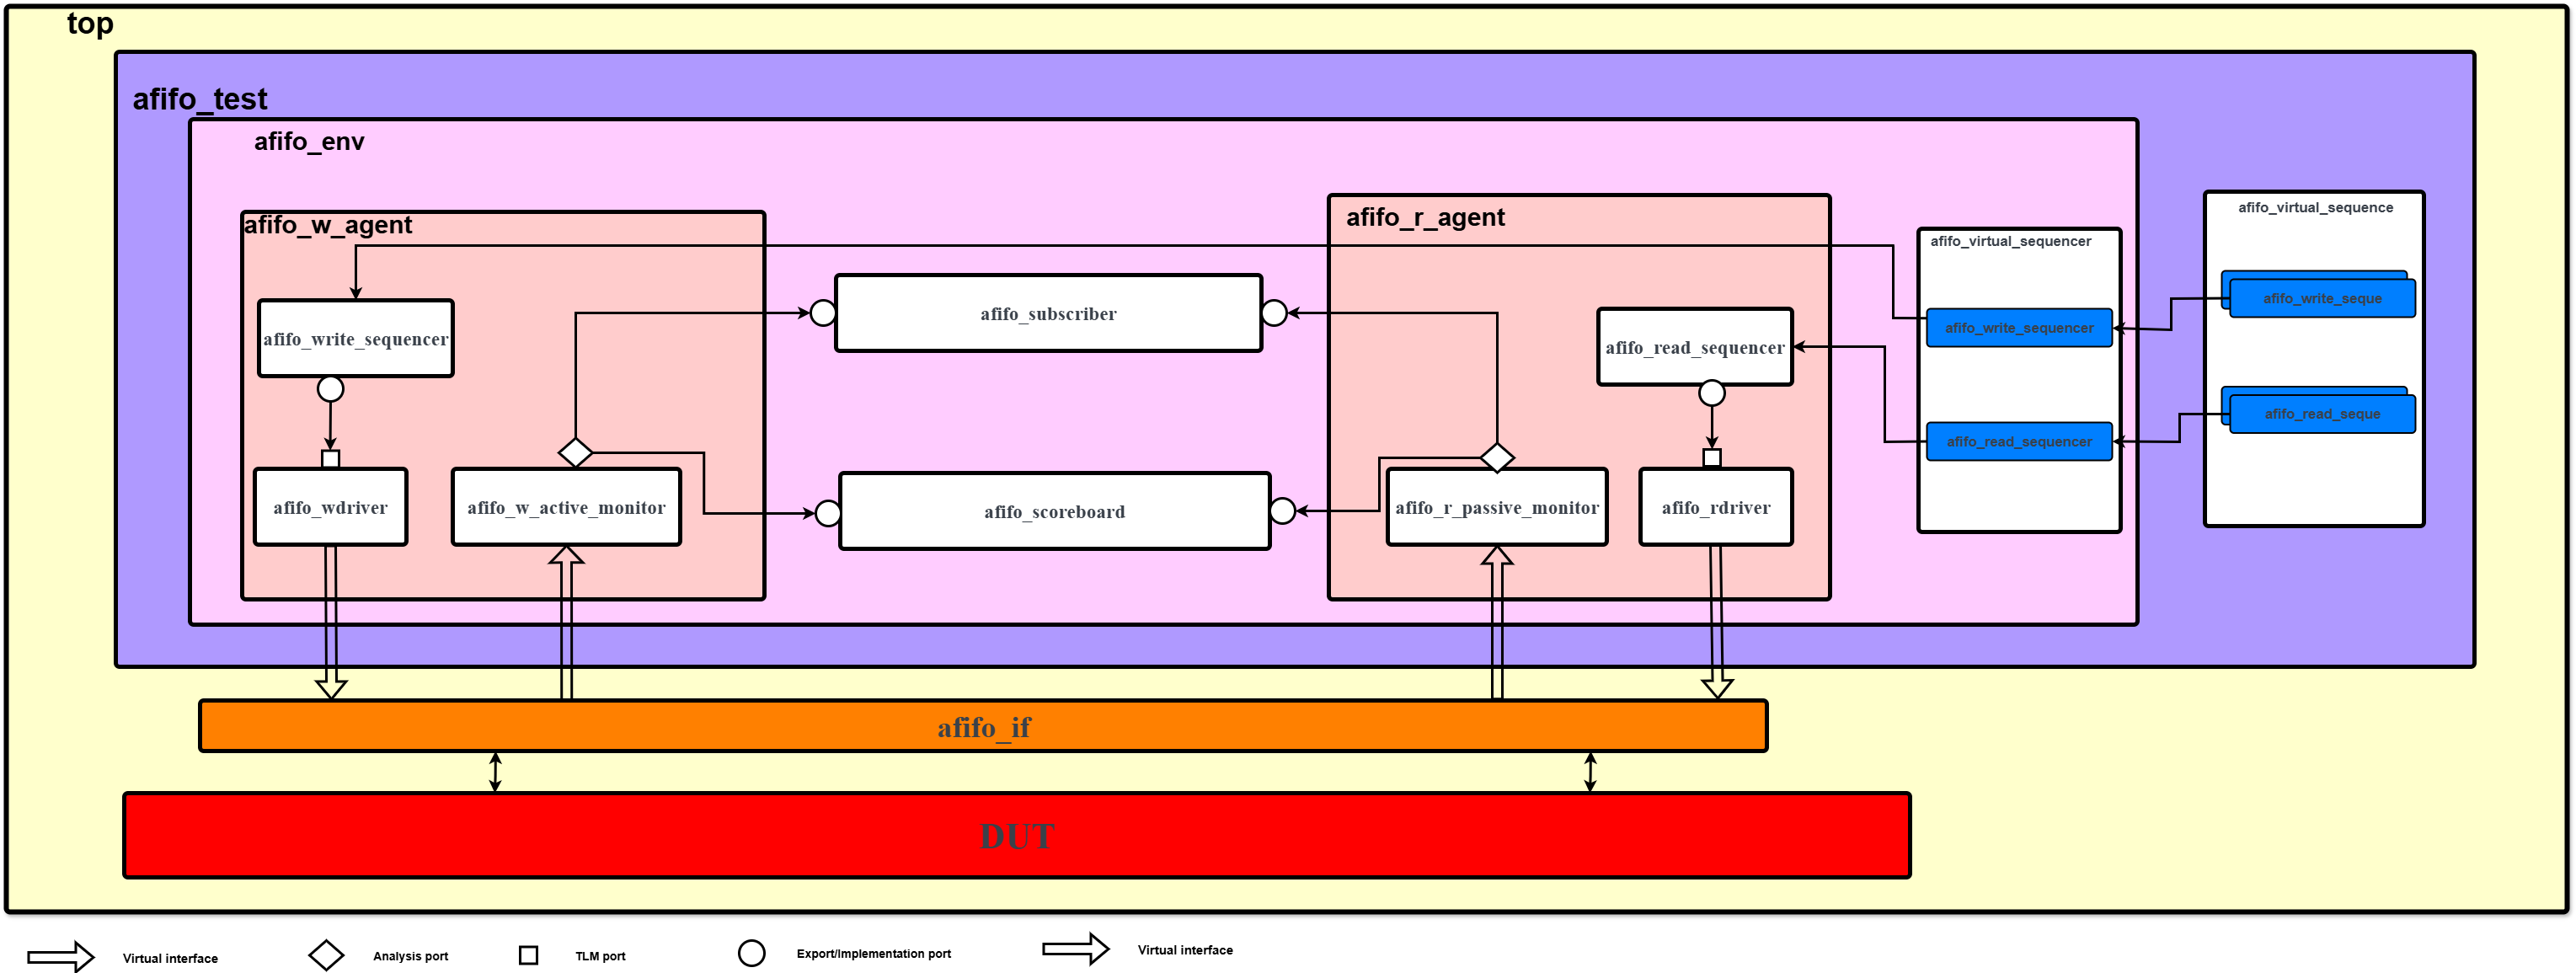 top
afifo_test
afifo_env
afifo_w_agent
afifo_r_agent
afifo_virtual_sequence
afifo_virtual_sequencer
afifo_write_seque
afifo_subscriber
afifo_write_sequencer
afifo_write_sequencer
afifo_read_sequencer
afifo_read_seque
afifo_read_sequencer
afifo_wdriver
afifo_w_active_monitor
afifo_scoreboard
afifo_r_passive_monitor
afifo_rdriver
afifo_if
DUT
Virtual interface
Analysis port
TLM port
Export/Implementation port
Virtual interface